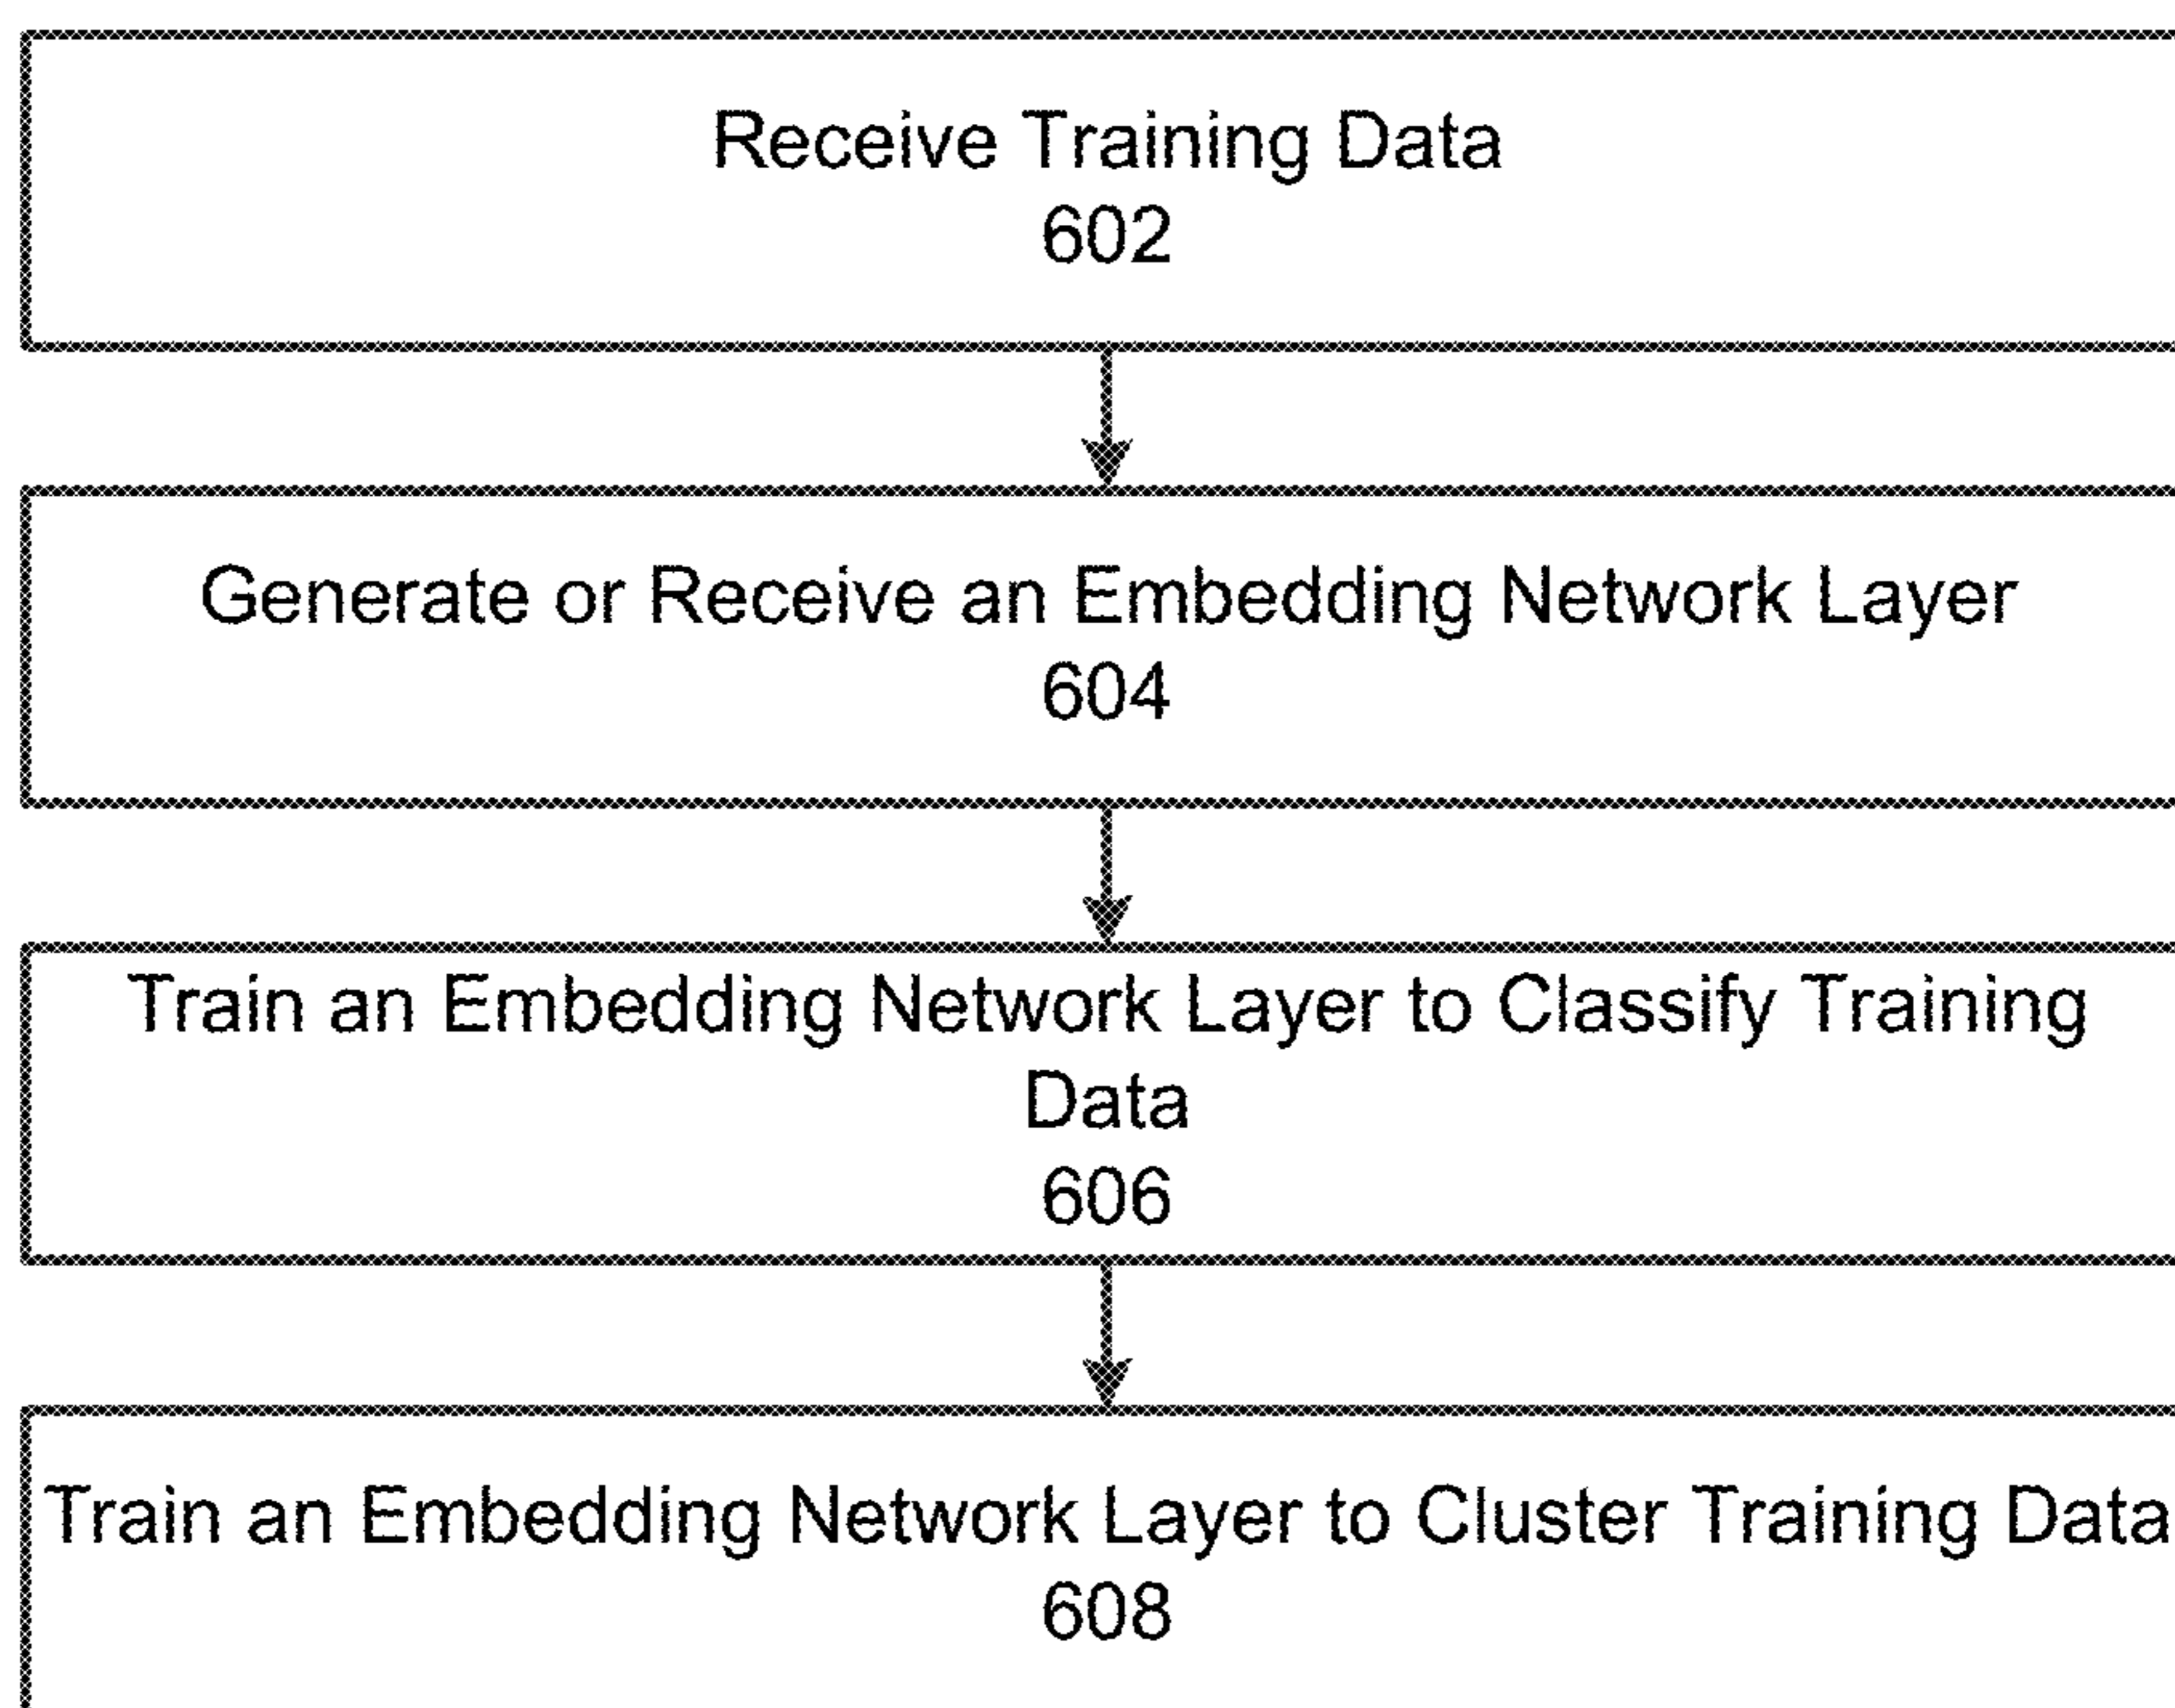 Receive Training Data
602
Generate or Receive an Embedding Network Layer
604
Train an Embedding Network Layer to Classify Training
Data
606
Train an Embedding Network Layer to Cluster Training Data
608